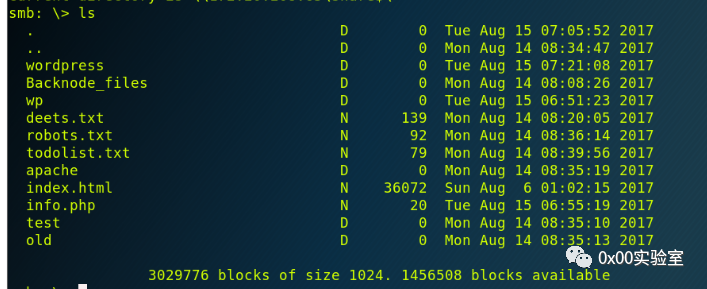 smb: \> ls
. D 0 Tue Aug 15 07:05:52 2017
.. D 0 Mon Aug 14 08:34:47 2017
wordpress D 0 Tue Aug 15 07:21:08 2017
Backnode_files D 0 Mon Aug 14 08:08:26 2017
wp D 0 Tue Aug 15 06:51:23 2017
deets.txt N 139 Mon Aug 14 08:20:05 2017
robots.txt N 92 Mon Aug 14 08:36:14 2017
todolist.txt N 79 Mon Aug 14 08:39:56 2017
apache D 0 Mon Aug 14 08:35:19 2017
index.html N 36072 Sun Aug 6 01:02:15 2017
info.php N 20 Tue Aug 15 06:55:19 2017
test D 0 Mon Aug 14 08:35:10 2017
old D 0 Mon Aug 14 08:35:13 2017
0x00实验室
3029776 blocks of size 1024. 1456508 blocks available